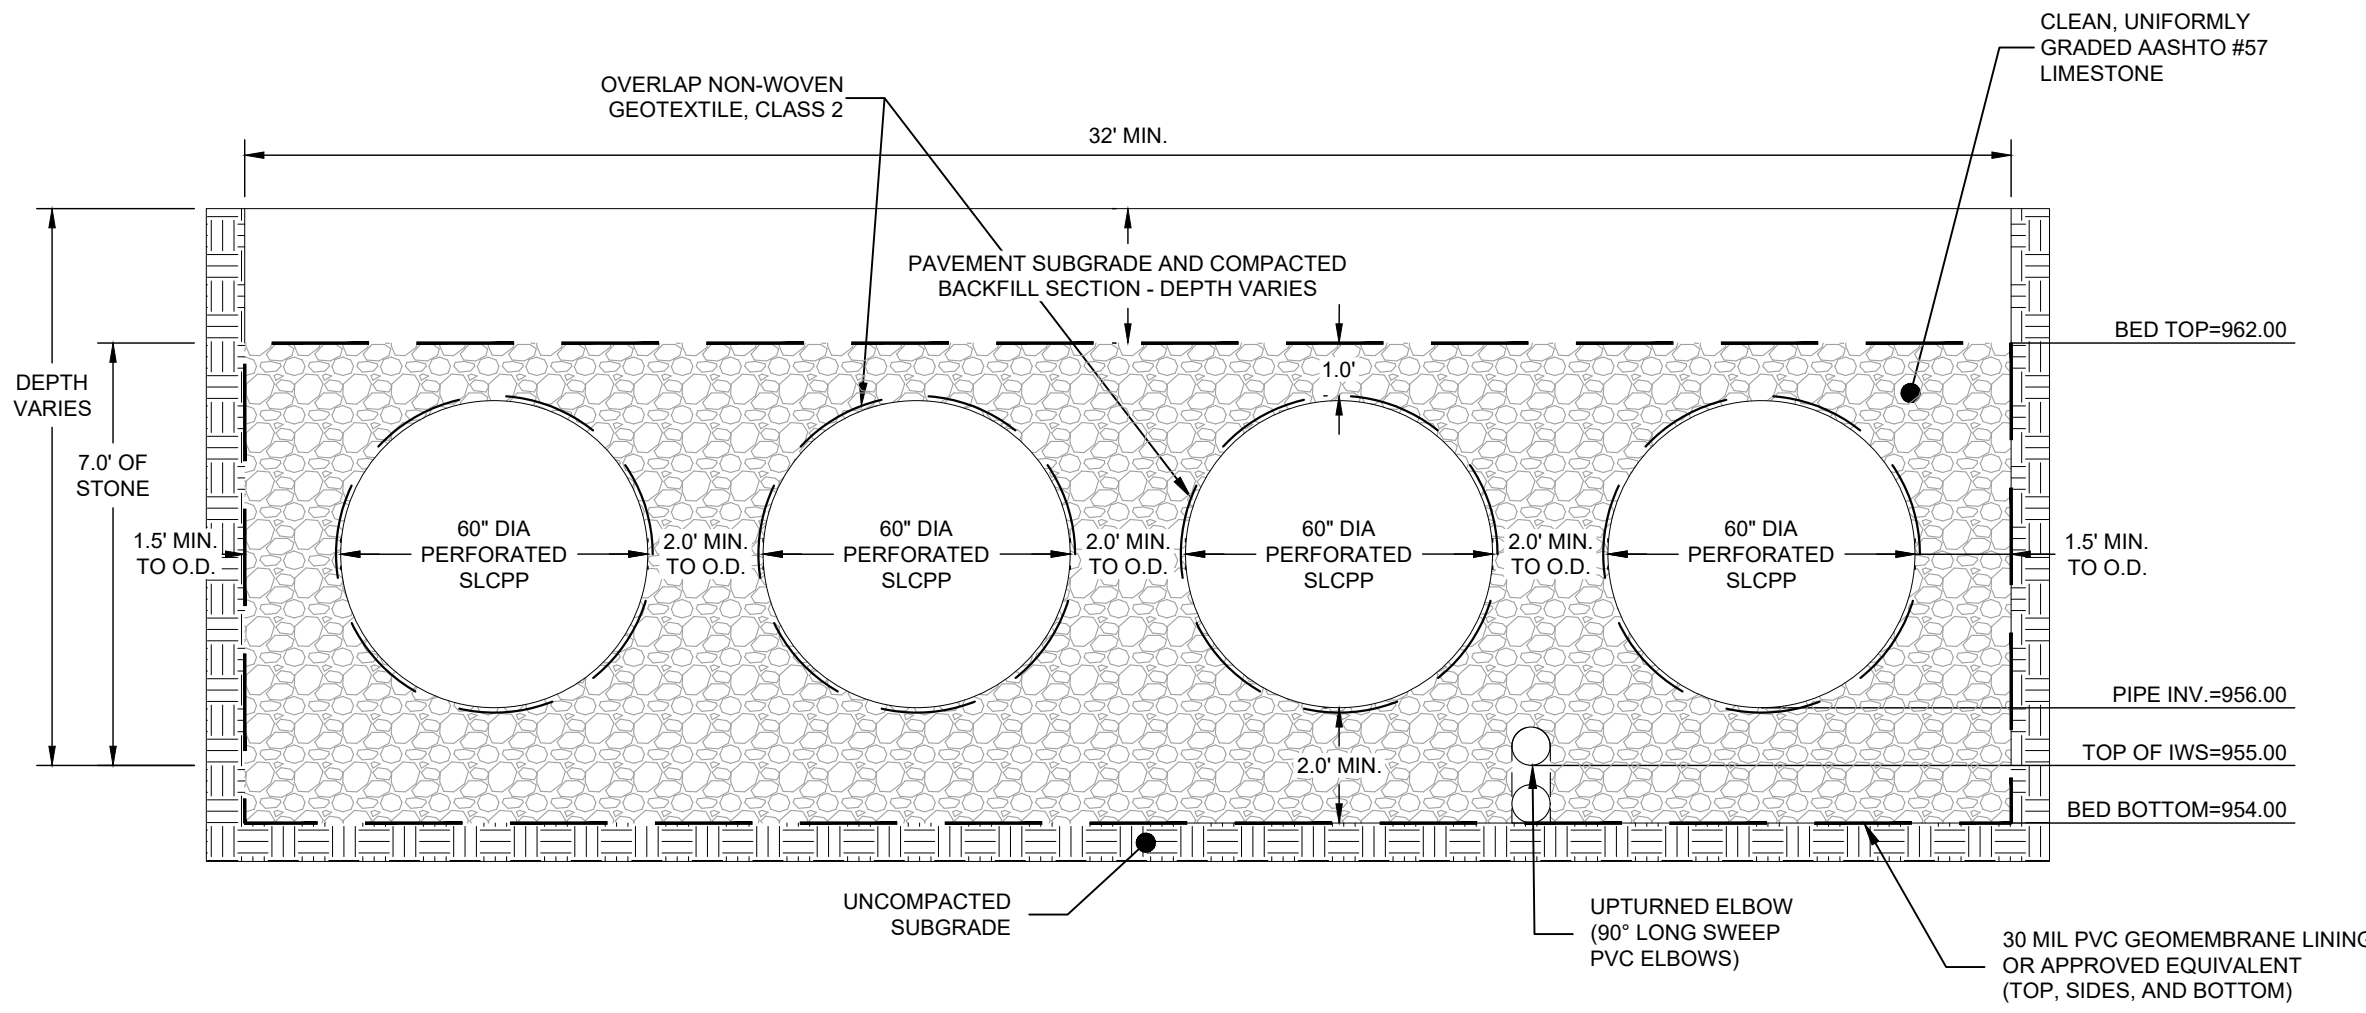 CLEAN, UNIFORMLY
GRADED AASHTO #57
LIMESTONE
OVERLAP NON-WOVEN
GEOTEXTILE, CLASS 2
32' MIN.
PAVEMENT SUBGRADE AND COMPACTED
BACKFILL SECTION - DEPTH VARIES
BED TOP=962.00
1.0'
DEPTH
VARIES
7.0' OF
STONE
1.5' MIN.
TO O.D.
60" DIA
PERFORATED
SLCPP
2.0' MIN.
TO O.D.
60" DIA
PERFORATED
SLCPP
2.0' MIN.
TO O.D.
60" DIA
PERFORATED
SLCPP
2.0' MIN.
TO O.D.
60" DIA
PERFORATED
SLCPP
1.5' MIN.
TO O.D.
PIPE INV.=956.00
TOP OF IWS=955.00
2.0' MIN.
BED BOTTOM=954.00
UNCOMPACTED
SUBGRADE
UPTURNED ELBOW
(90° LONG SWEEP
PVC ELBOWS)
30 MIL PVC GEOMEMBRANE LINING
OR APPROVED EQUIVALENT
(TOP, SIDES, AND BOTTOM)